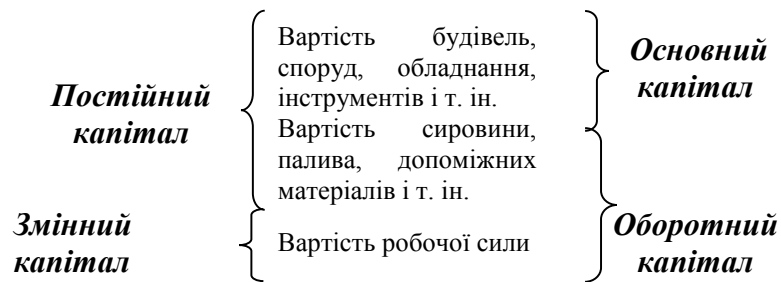 Постійний
капітал
Змінний
капітал
Вартість будівель,
споруд, обладнання,
інструментів і т. ін.
Вартість сировини,
палива, допоміжних
матеріалів і т. ін.
Вартість робочої сили
Основний
капітал
Оборотний
капітал